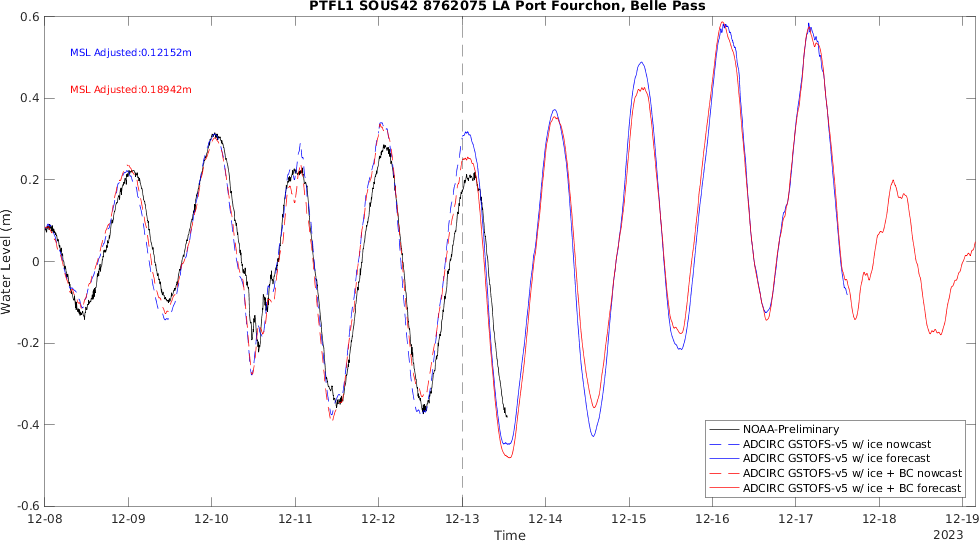 PTFL1 SOUS42 8762075 LA Port Fourchon, Belle Pass
MSL Adjusted:0.12152m
MSL Adjusted:0.18942m
Water Level (m)
0.6
0.4
0.2
0
-0.2
-0.4
-0.6
NOAA-Preliminary
ADCIRC GSTOFS-v5 w/ ice nowcast
ADCIRC GSTOFS-v5 w/ ice forecast
ADCIRC GSTOFS-v5 w/ ice + BC nowcast
ADCIRC GSTOFS-v5 w/ ice + BC forecast
12-08 12-09 12-10 12-11 12-12 12-13 12-14 12-15 12-16 12-17 12-18 12-19
Time
2023